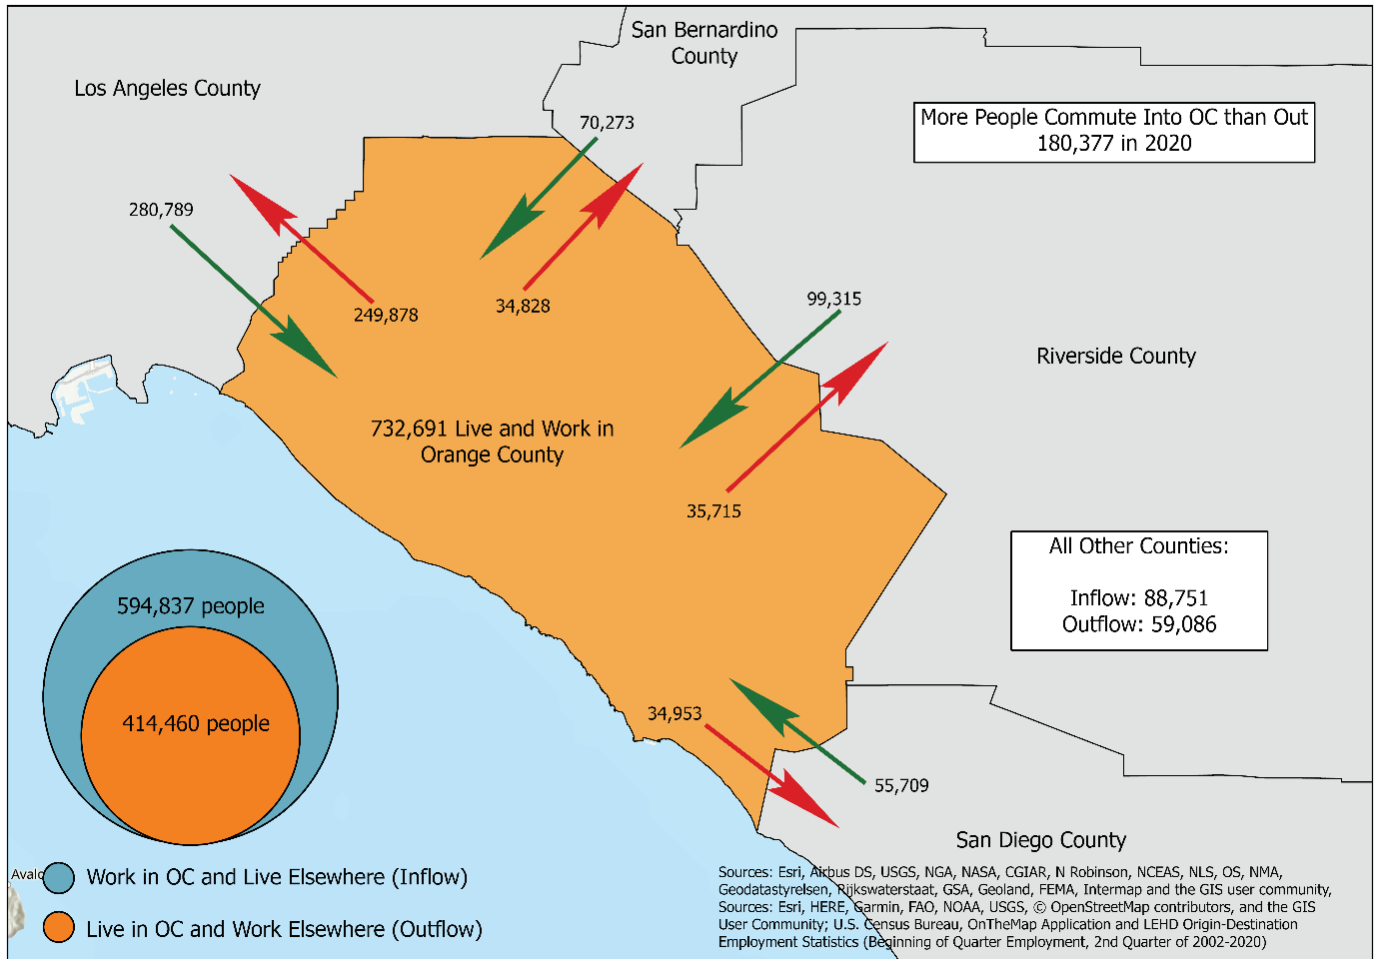 San Bernardino
County
Los Angeles County
More People Commute Into OC than Out
180,377 in 2020
70,273
280,789
249,878
34,828
99,315
Riverside County
732,691 Live and Work in
Orange County
35,715
All Other Counties:
Inflow: 88,751
Outflow: 59,086
594,837 people
414,460 people
34,953
55,709
San Diego County
Avalo
Work in OC and Live Elsewhere (Inflow)
Live in OC and Work Elsewhere (Outflow)
Sources: Esri, Airbus DS, USGS, NGA, NASA, CGIAR, N Robinson, NCEAS, NLS, OS, NMA,
Geodatastyrelsen, Rijkswaterstaat, GSA, Geoland, FEMA, Intermap and the GIS user community,
Sources: Esri, HERE, Garmin, FAO, NOAA, USGS, © OpenStreetMap contributors, and the GIS
User Community; U.S. Census Bureau, OnTheMap Application and LEHD Origin-Destination
Employment Statistics (Beginning of Quarter Employment, 2nd Quarter of 2002-2020)